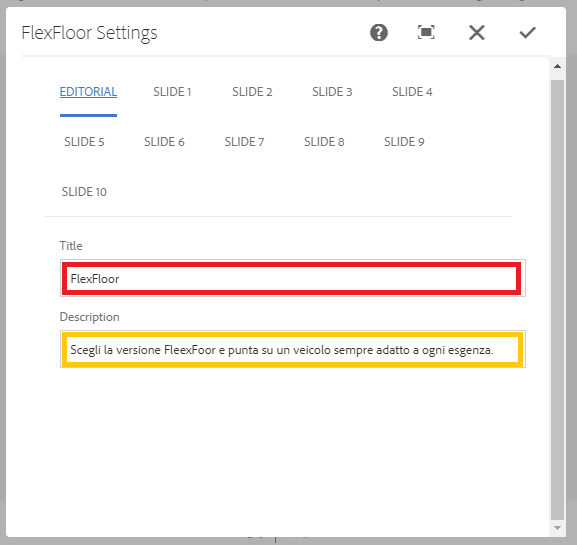 FlexFloor Settings
EDITORIAL SLIDE 1 SLIDE 2 SLIDE 3 SLIDE 4
SLIDE 5 SLIDE 6 SLIDE 7 SLIDE 8 SLIDE 9
SLIDE 10
Title
FlexFloor
Description
Scegli la versione FleexFoor e punta su un veicolo sempre adatto a ogni esgenza.